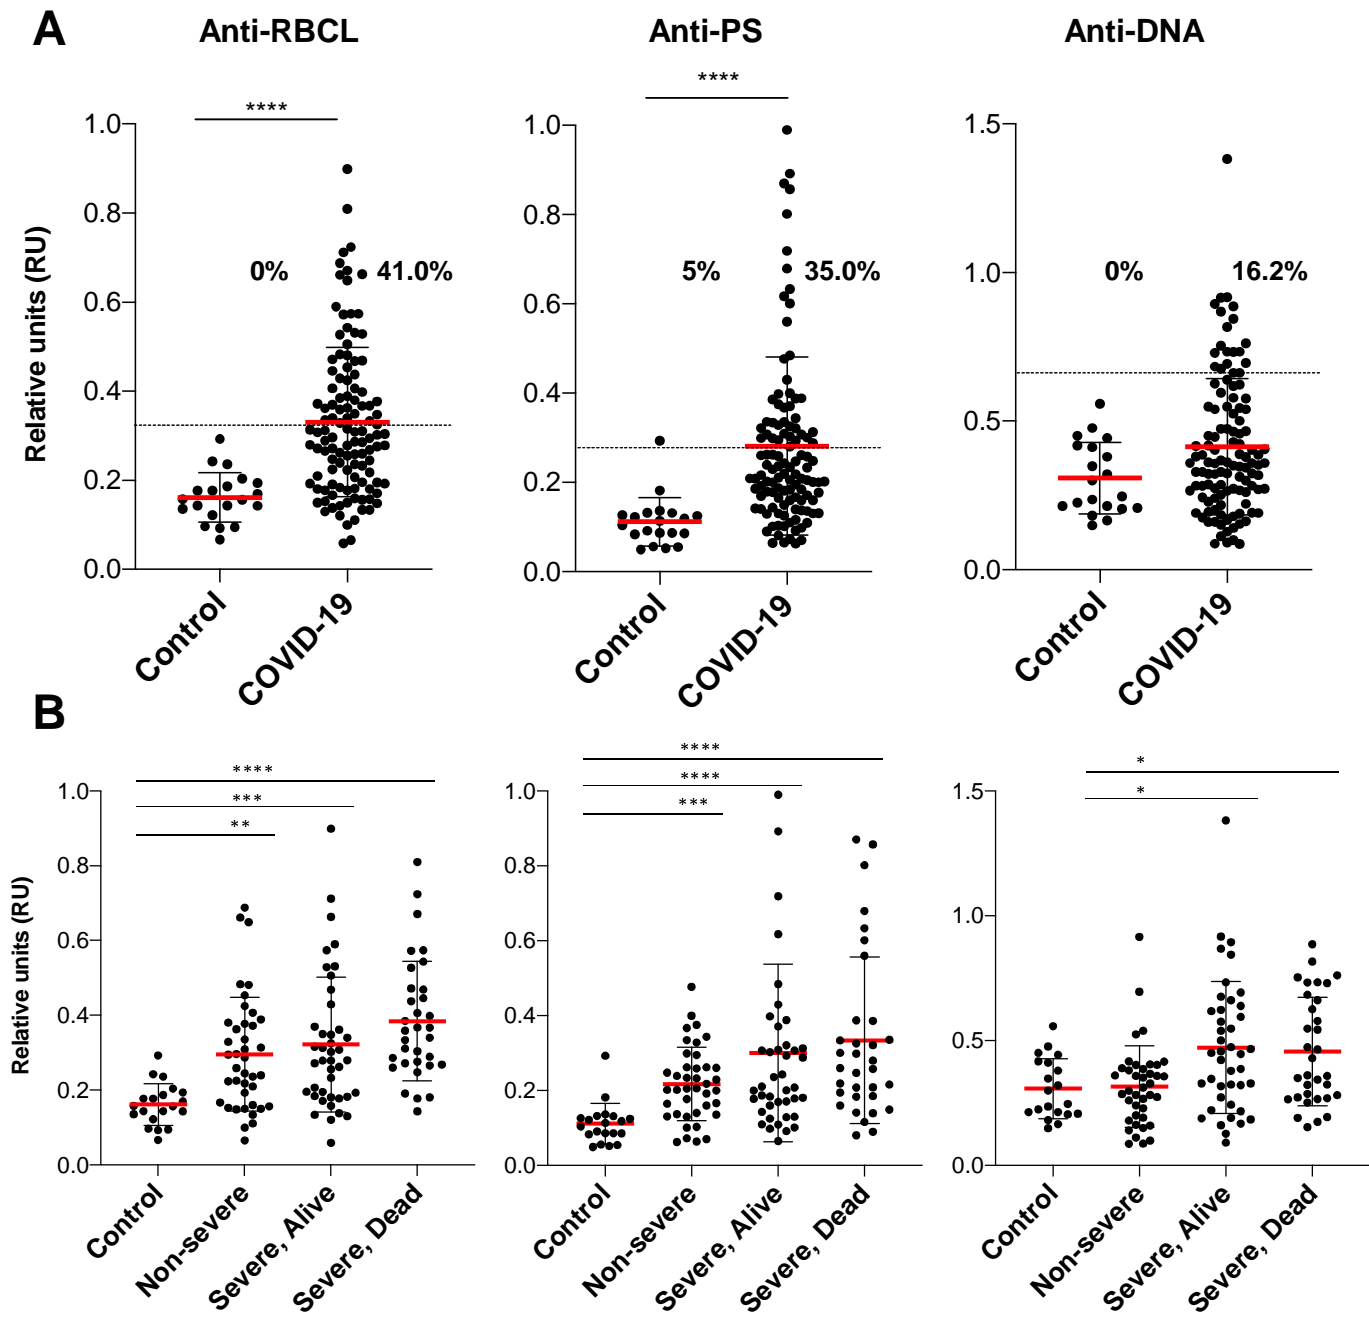 A
Anti-RBCL
Anti-PS
Anti-DNA
****
****
Relative units (RU)
1.0
0.8
0.6
0.4
0.2
0.0
0%
41.0%
Control
COVID-19
1.0
0.8
0.6
0.4
0.2
0.0
5%
35.0%
Control
COVID-19
1.5
1.0
0.5
0.0
0%
16.2%
Control
COVID-19
B
Relative units (RU)
****
***
**
1.0
0.8
0.6
0.4
0.2
0.0
Control
Non-severe
Severe, Alive
Severe, Dead
****
****
***
1.0
0.8
0.6
0.4
0.2
0.0
Control
Non-severe
Severe, Alive
Severe, Dead
*
*
1.5
1.0
0.5
0.0
Control
Non-severe
Severe, Alive
Severe, Dead